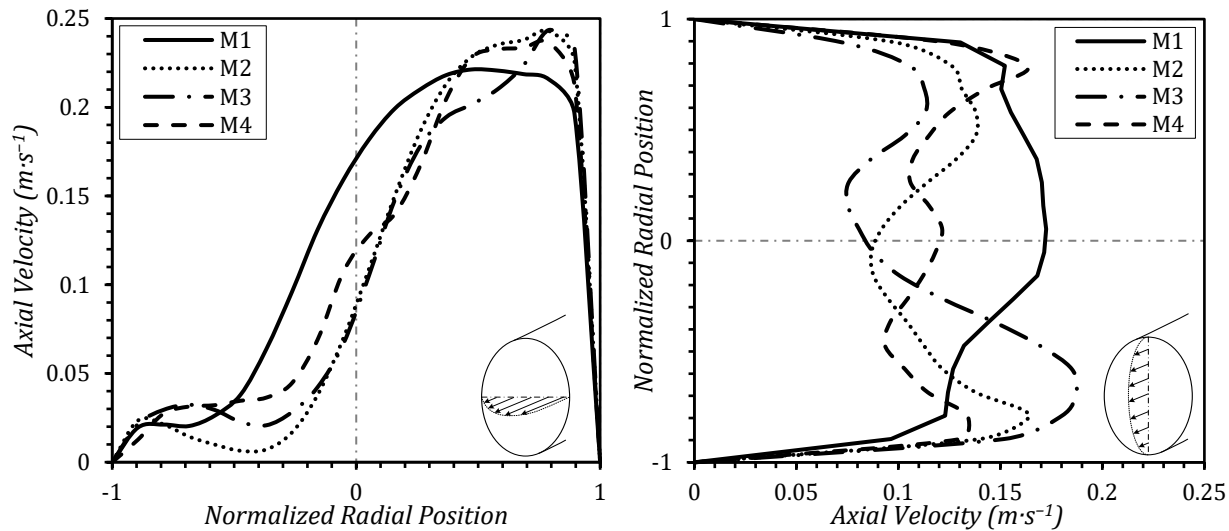 0.25
0.2
0.15
0.1
0.05
0
-1
0
1
Axial Velocity (m·s⁻¹)
Normalized Radial Position
M1
M2
M3
M4
1
0
-1
0
0.05
0.1
0.15
0.2
0.25
Normalized Radial Position
Axial Velocity (m·s⁻¹)
M1
M2
M3
M4